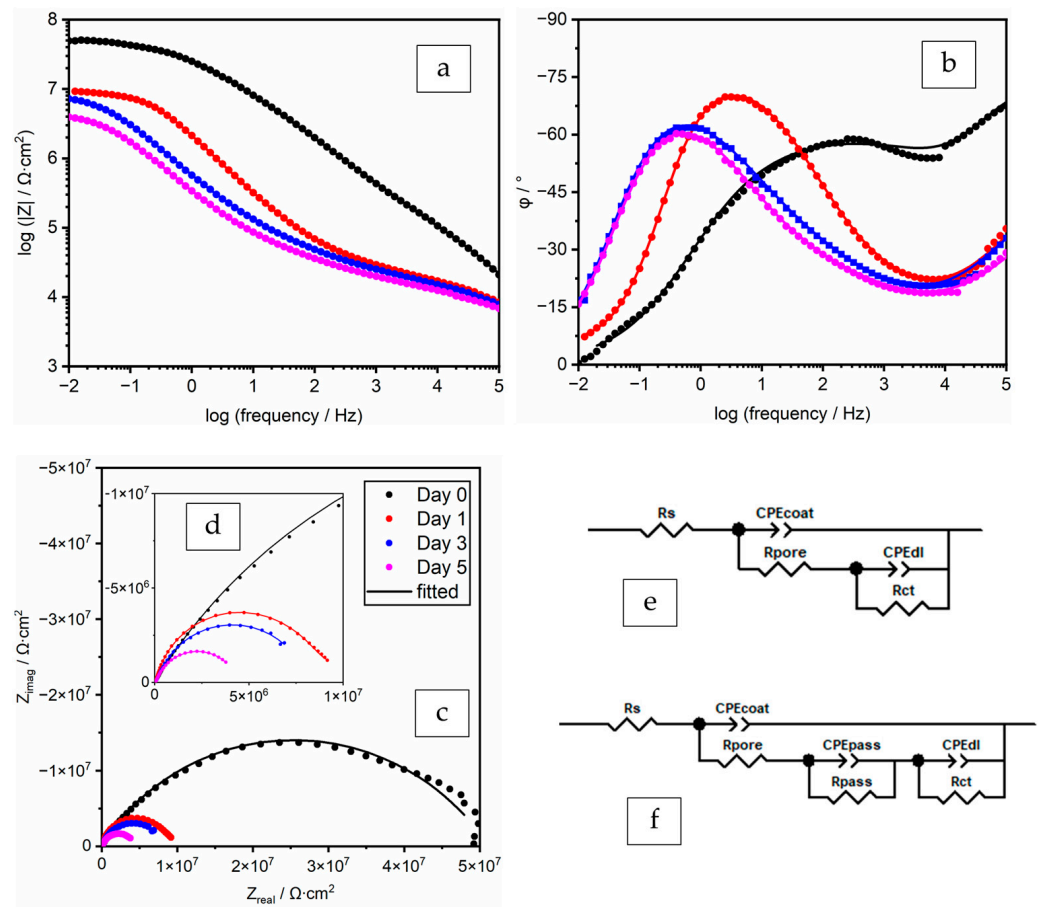 a
8
7
6
5
4
3
log (|Z| / Ω·cm²)
−2 −1 0 1 2 3 4 5
log (frequency / Hz)
b
−90
−75
−60
−45
−30
−15
0
φ / °
−2 −1 0 1 2 3 4 5
log (frequency / Hz)
−5×10⁷
−4×10⁷
−3×10⁷
−2×10⁷
−1×10⁷
0
Z_imag / Ω·cm²
0 1×10⁷ 2×10⁷ 3×10⁷ 4×10⁷ 5×10⁷
Z_real / Ω·cm²
c
d
-1×10⁷
-5×10⁶
0
0 5×10⁶ 1×10⁷
Day 0
Day 1
Day 3
Day 5
fitted
Rs CPEcoat
Rpore CPEdl
Rct
e
Rs CPEcoat
Rpore CPEpass CPEdl
Rpass Rct
f